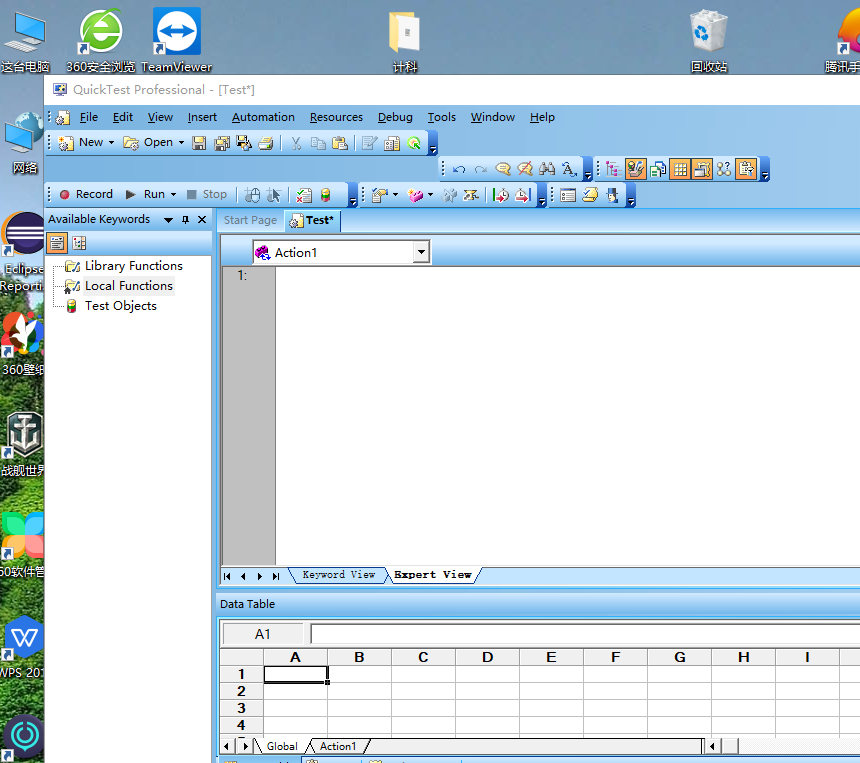 这台电脑
360安全浏览
TeamViewer
计科
回收站
腾讯手
QuickTest Professional - [Test*]
File Edit View Insert Automation Resources Debug Tools Window Help
New Open
网络
Record Run Stop
Available Keywords
Start Page Test*
Action1
Eclipse
Reporti
Library Functions
1:
Local Functions
Test Objects
360壁纸
战舰世界
60软件管
Keyword View Expert View
Data Table
A1
WPS 201
A B C D E F G H I
1
2
3
4
Global Action1